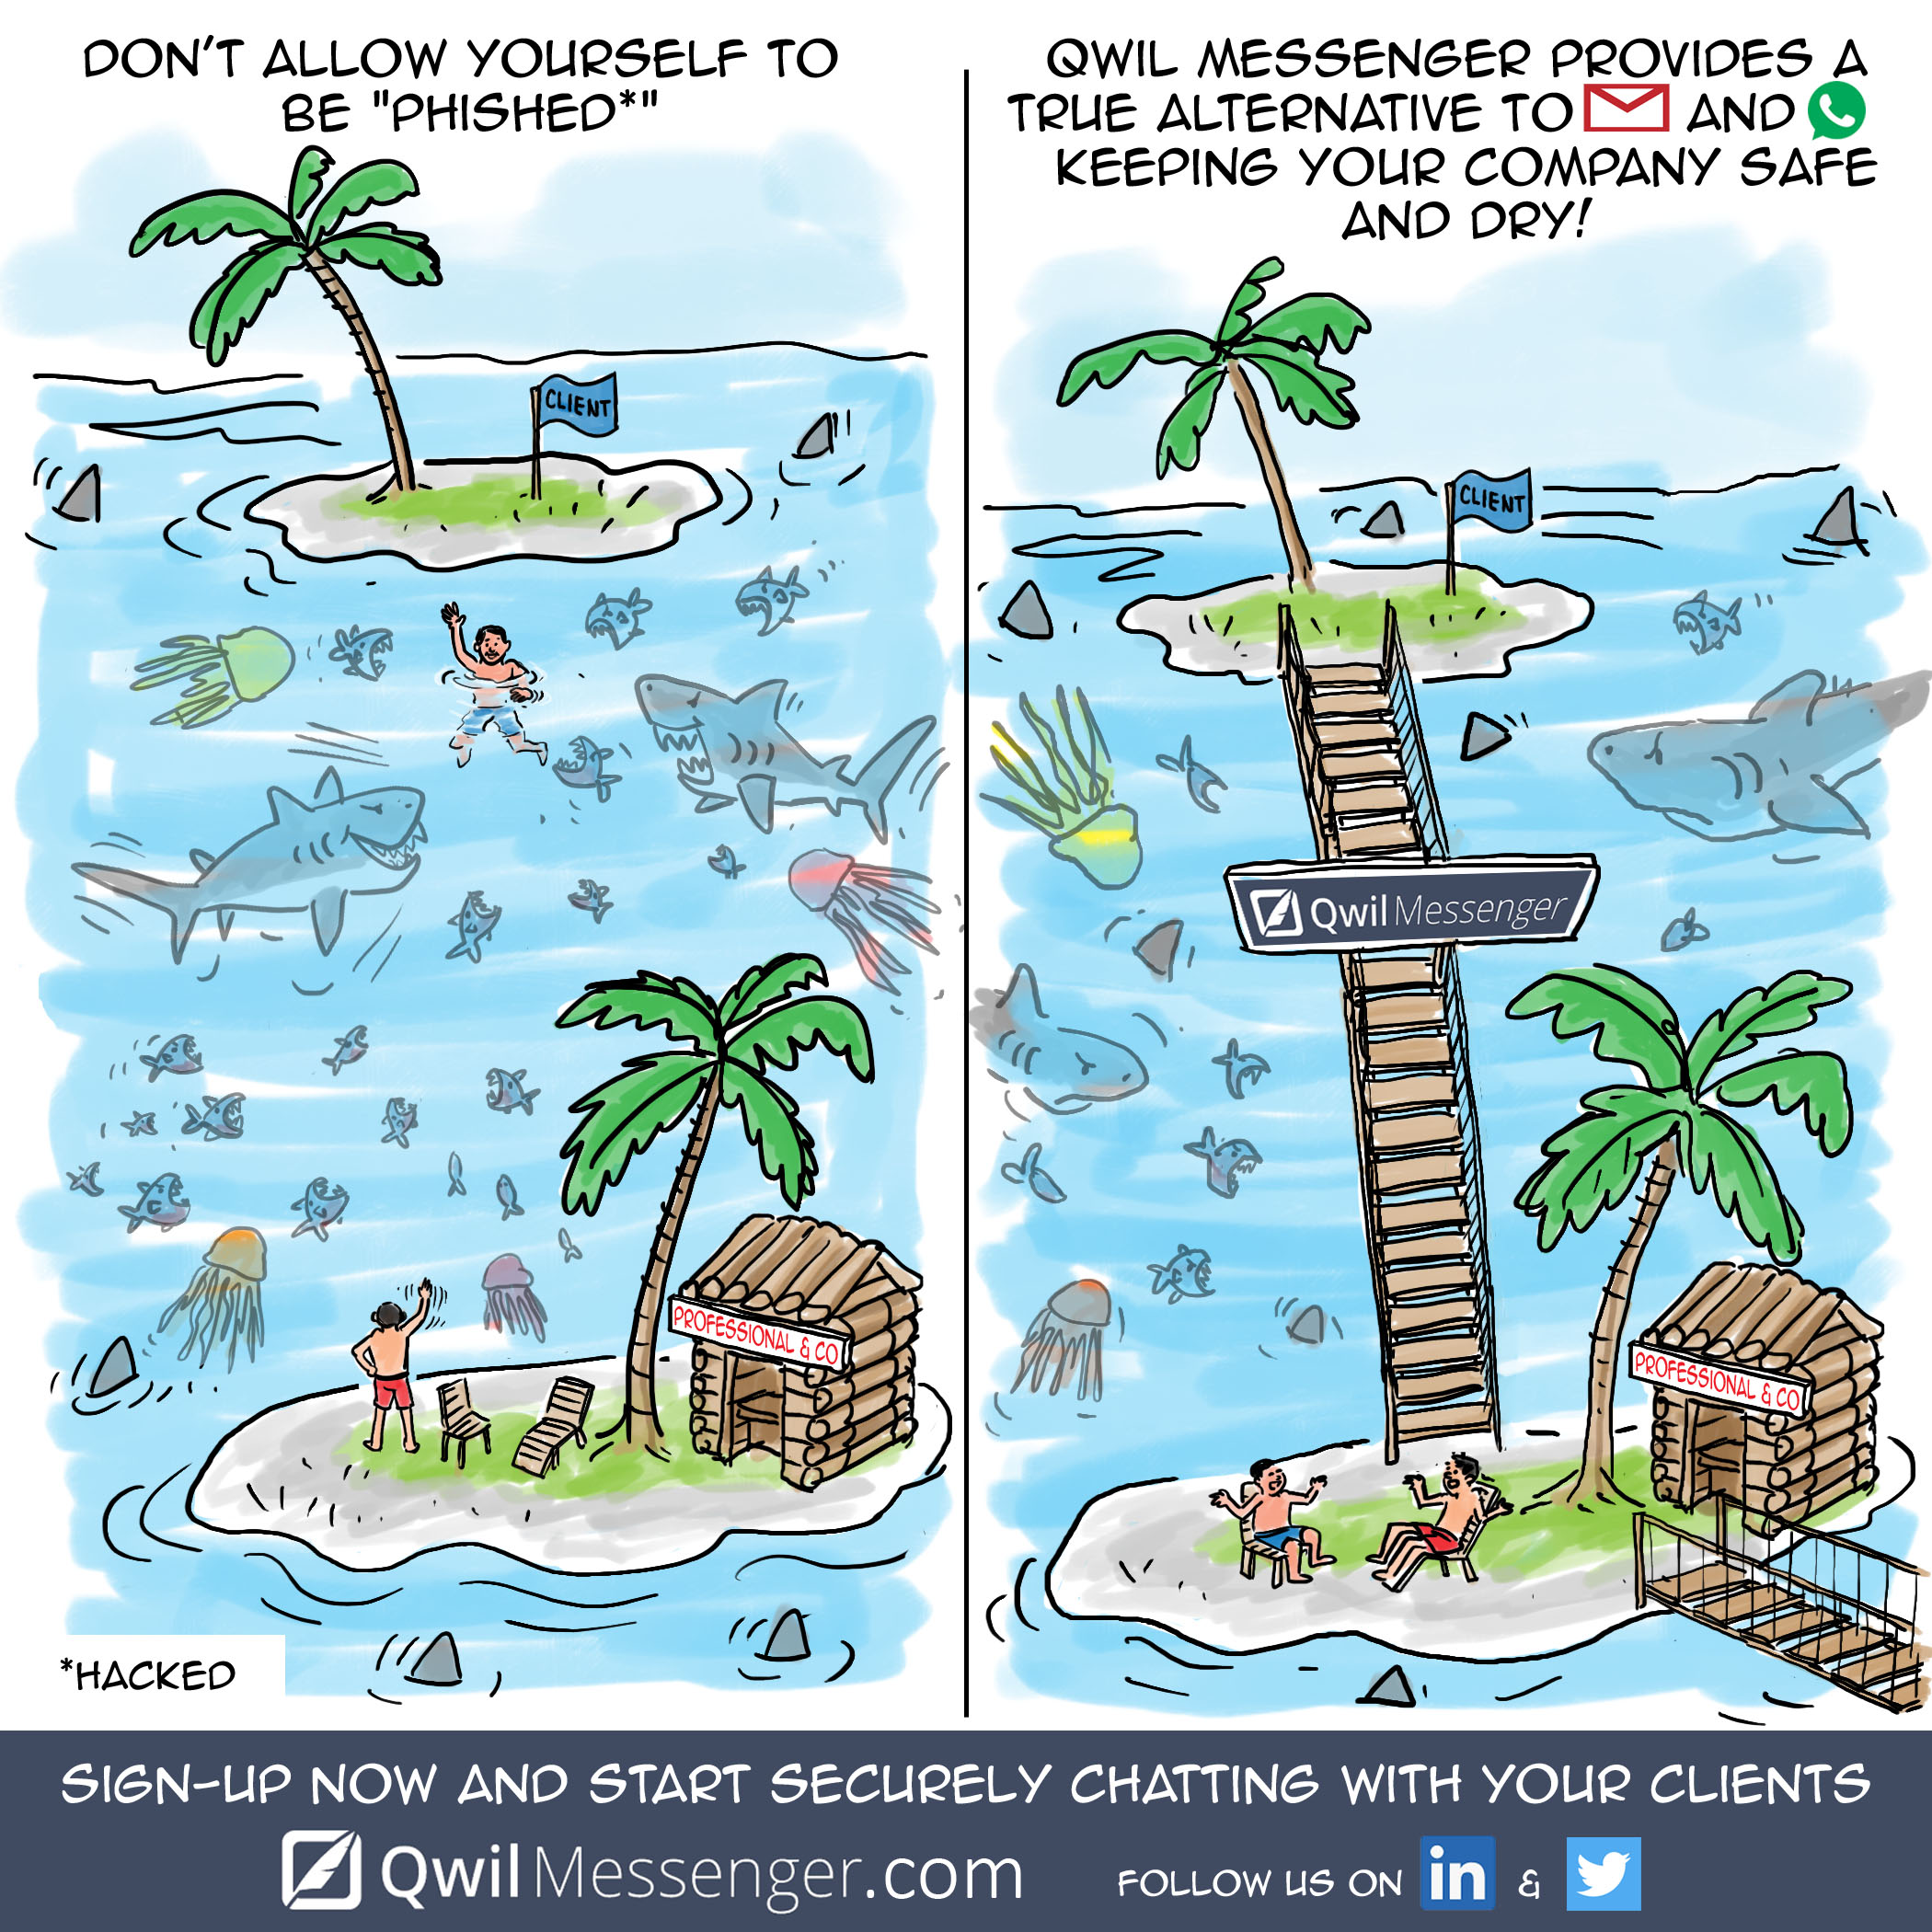 DON'T ALLOW YOURSELF TO
BE "PHISHED*"
CLIENT
PROFESSIONAL & CO
*HACKED
QWIL MESSENGER PROVIDES A
TRUE ALTERNATIVE TO AND
KEEPING YOUR COMPANY SAFE
AND DRY!
CLIENT
Qwil Messenger
PROFESSIONAL & CO
SIGN-UP NOW AND START SECURELY CHATTING WITH YOUR CLIENTS
QwilMessenger.com
FOLLOW US ON in &